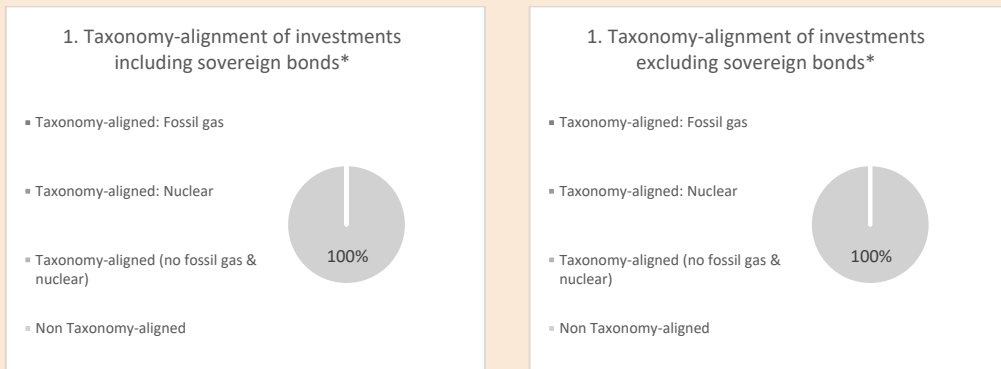 1. Taxonomy-alignment of investments
including sovereign bonds*
Taxonomy-aligned: Fossil gas
Taxonomy-aligned: Nuclear
Taxonomy-aligned (no fossil gas &
nuclear)
Non Taxonomy-aligned
100%
1. Taxonomy-alignment of investments
excluding sovereign bonds*
Taxonomy-aligned: Fossil gas
Taxonomy-aligned: Nuclear
Taxonomy-aligned (no fossil gas &
nuclear)
Non Taxonomy-aligned
100%